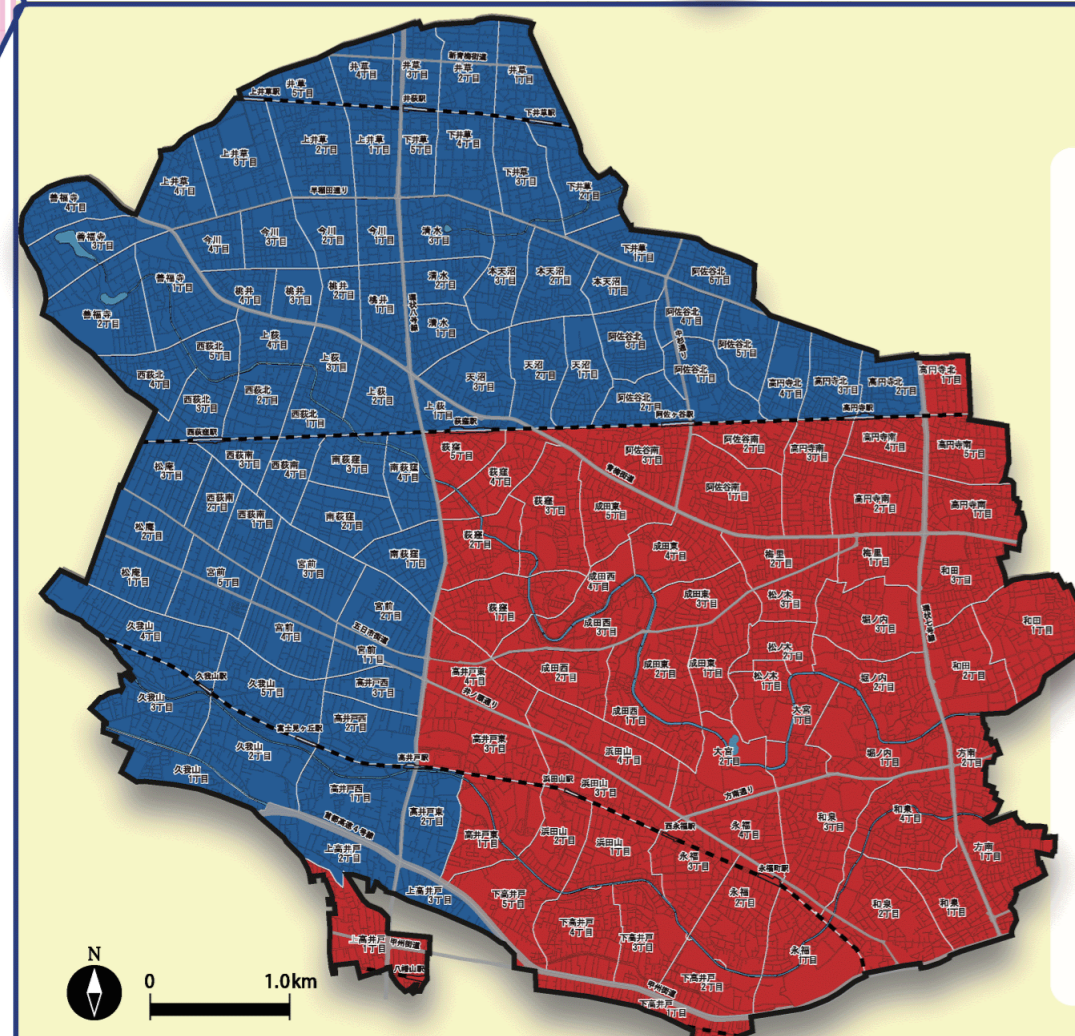 新青梅街道
井草
4丁目
井草
3丁目
井草
2丁目
井草
1丁目
井草
5丁目
上井草駅
井荻駅
下井草駅
上井草
3丁目
上井草
2丁目
上井草
1丁目
下井草
5丁目
下井草
4丁目
下井草
3丁目
下井草
2丁目
上井草
4丁目
早稲田通り
善福寺
4丁目
善福寺
3丁目
今川
4丁目
今川
3丁目
今川
2丁目
今川
1丁目
清水
3丁目
下井草
1丁目
善福寺
1丁目
桃井
4丁目
桃井
3丁目
桃井
2丁目
桃井
1丁目
環状八号線
清水
2丁目
本天沼
3丁目
本天沼
2丁目
本天沼
1丁目
阿佐谷北
6丁目
善福寺
2丁目
清水
1丁目
阿佐谷北
4丁目
中杉通り
西荻北
5丁目
上荻
4丁目
上荻
3丁目
天沼
3丁目
天沼
2丁目
天沼
1丁目
阿佐谷北
3丁目
阿佐谷北
5丁目
西荻北
4丁目
西荻北
3丁目
西荻北
2丁目
西荻北
1丁目
上荻
2丁目
上荻
1丁目
阿佐谷北
2丁目
阿佐谷北
1丁目
高円寺北
4丁目
高円寺北
3丁目
高円寺北
2丁目
高円寺北
1丁目
西荻窪駅
荻窪駅
阿佐ヶ谷駅
高円寺駅
松庵
3丁目
西荻南
3丁目
西荻南
4丁目
南荻窪
3丁目
南荻窪
4丁目
荻窪
5丁目
荻窪
4丁目
青梅街道
阿佐谷南
3丁目
阿佐谷南
2丁目
高円寺南
3丁目
高円寺南
4丁目
高円寺南
5丁目
西荻南
2丁目
西荻南
1丁目
南荻窪
2丁目
荻窪
3丁目
成田東
5丁目
阿佐谷南
1丁目
高円寺南
2丁目
高円寺南
1丁目
松庵
2丁目
松庵
1丁目
宮前
5丁目
宮前
3丁目
南荻窪
1丁目
荻窪
2丁目
成田東
4丁目
梅里
2丁目
梅里
1丁目
和田
3丁目
成田西
4丁目
成田東
3丁目
松ノ木
3丁目
環状七号線
久我山
4丁目
宮前
4丁目
五日市街道
宮前
2丁目
宮前
1丁目
荻窪
1丁目
成田西
3丁目
堀ノ内
3丁目
和田
1丁目
松ノ木
2丁目
和田
2丁目
久我山駅
久我山
3丁目
久我山
5丁目
高井戸西
3丁目
高井戸東
4丁目
井ノ頭通り
成田西
2丁目
成田東
2丁目
成田東
1丁目
松ノ木
1丁目
堀ノ内
2丁目
富士見ヶ丘駅
高井戸西
2丁目
成田西
1丁目
大宮
1丁目
久我山
2丁目
高井戸駅
高井戸東
3丁目
浜田山
4丁目
大宮
2丁目
堀ノ内
1丁目
方南
2丁目
久我山
1丁目
高井戸西
1丁目
浜田山駅
浜田山
3丁目
方南通り
首都高速4号線
高井戸東
2丁目
高井戸東
1丁目
浜田山
2丁目
浜田山
1丁目
西永福駅
永福
4丁目
和泉
3丁目
和泉
4丁目
上高井戸
2丁目
永福
3丁目
永福町駅
方南
1丁目
上高井戸
3丁目
下高井戸
5丁目
永福
2丁目
和泉
2丁目
和泉
1丁目
下高井戸
4丁目
下高井戸
3丁目
永福
1丁目
上高井戸
1丁目
甲州街道
八幡山駅
下高井戸
2丁目
甲州街道
下高井戸
1丁目
N
0 1.0km